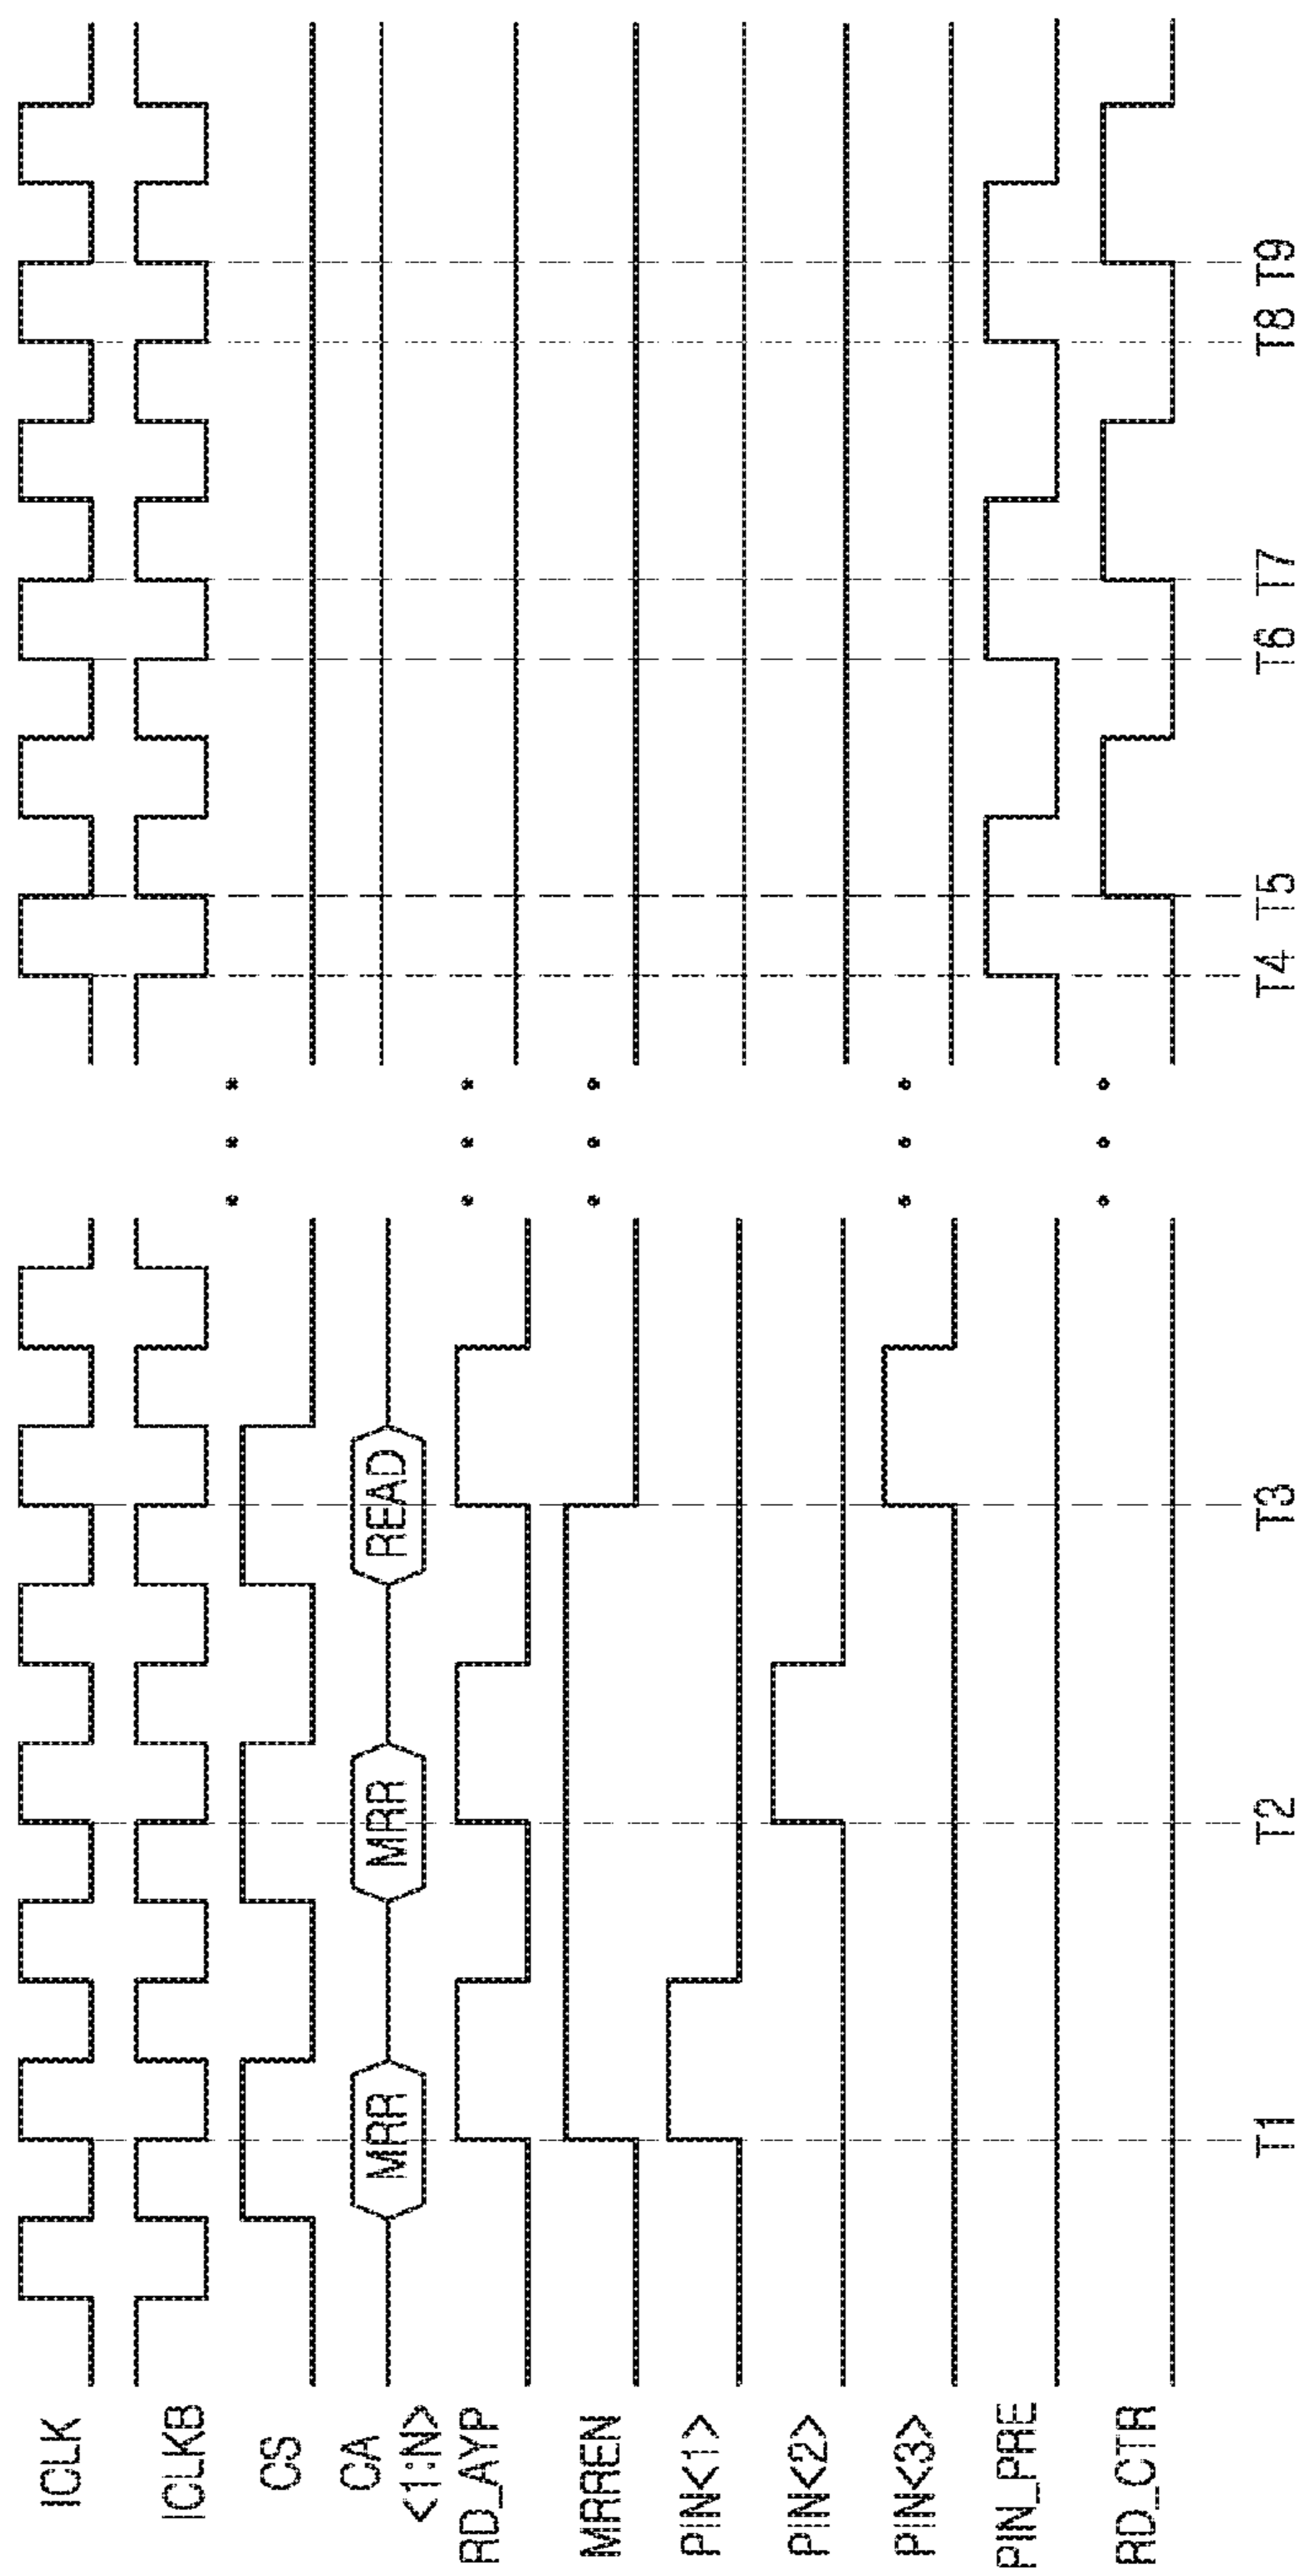 ICLK
ICLKB
CS
CA
<1:N>
MRR
MRR
READ
RD_AYP
MRREN
PIN<1>
PIN<2>
PIN<3>
PIN_PRE
RD_CTR
T1
T2
T3
T4
T5
T6
T7
T8
T9